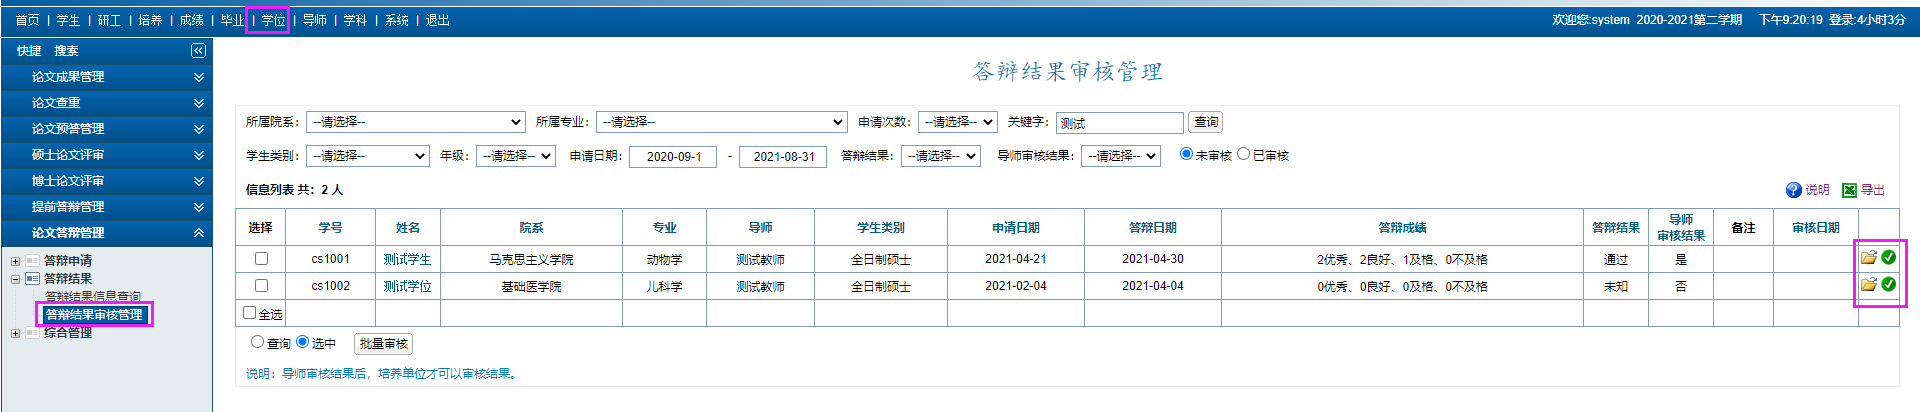 首页 | 学生 | 研工 | 培养 | 成绩 | 毕业 | 学位 | 导师 | 学科 | 系统 | 退出
欢迎您:system 2020-2021第二学期 下午9:20:19 登录:4小时3分
快捷 搜索
论文成果管理
论文查重
论文预答管理
硕士论文评审
博士论文评审
提前答辩管理
论文答辩管理
答辩申请
答辩结果
答辩结果信息查询
答辩结果审核管理
综合管理
答辩结果审核管理
所属院系: --请选择-- 所属专业: --请选择-- 申请次数: --请选择-- 关键字: 测试 查询
学生类别: --请选择-- 年级: --请选择-- 申请日期: 2020-09-1 - 2021-08-31 答辩结果: --请选择-- 导师审核结果: --请选择-- 未审核 已审核
信息列表 共: 2 人 说明 导出
选择 学号 姓名 院系 专业 导师 学生类别 申请日期 答辩日期 答辩成绩 答辩结果 导师审核结果 备注 审核日期
cs1001 测试学生 马克思主义学院 动物学 测试教师 全日制硕士 2021-04-21 2021-04-30 2优秀、2良好、1及格、0不及格 通过 是
cs1002 测试学位 基础医学院 儿科学 测试教师 全日制硕士 2021-02-04 2021-04-04 0优秀、0良好、0及格、0不及格 未知 否
全选
查询 选中 批量审核
说明: 导师审核结果后, 培养单位才可以审核结果。